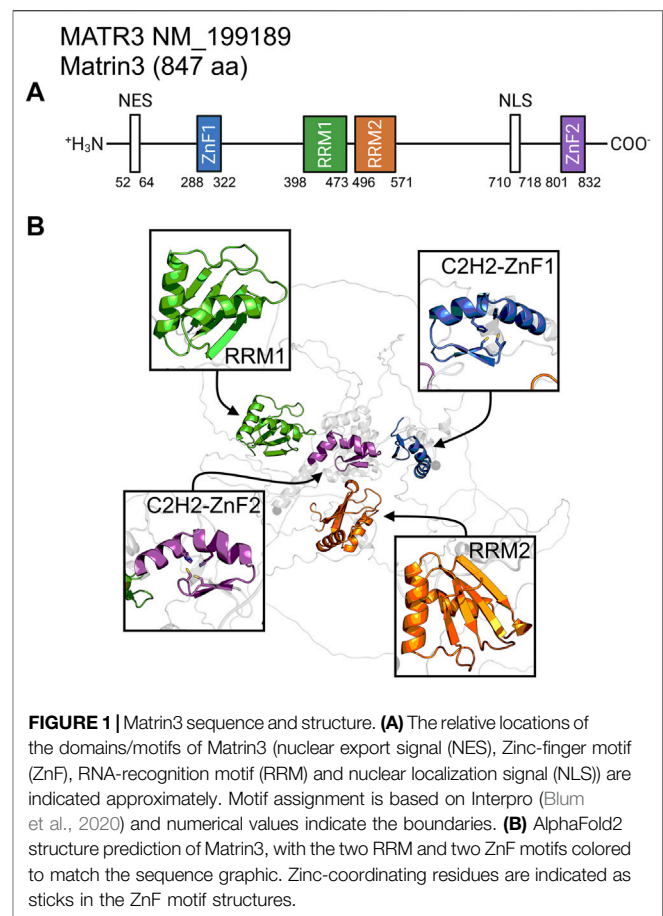 MATR3 NM_199189
Matrin3 (847 aa)
A
NES
NLS
⁺H₃N
ZnF1
RRM1
RRM2
ZnF2
COO⁻
52 64 288 322 398 473 496 571 710 718 801 832
B
C2H2-ZnF1
RRM1
C2H2-ZnF2
RRM2
FIGURE 1 | Matrin3 sequence and structure. (A) The relative locations of
the domains/motifs of Matrin3 (nuclear export signal (NES), Zinc-finger motif
(ZnF), RNA-recognition motif (RRM) and nuclear localization signal (NLS)) are
indicated approximately. Motif assignment is based on Interpro (Blum
et al., 2020) and numerical values indicate the boundaries. (B) AlphaFold2
structure prediction of Matrin3, with the two RRM and two ZnF motifs colored
to match the sequence graphic. Zinc-coordinating residues are indicated as
sticks in the ZnF motif structures.